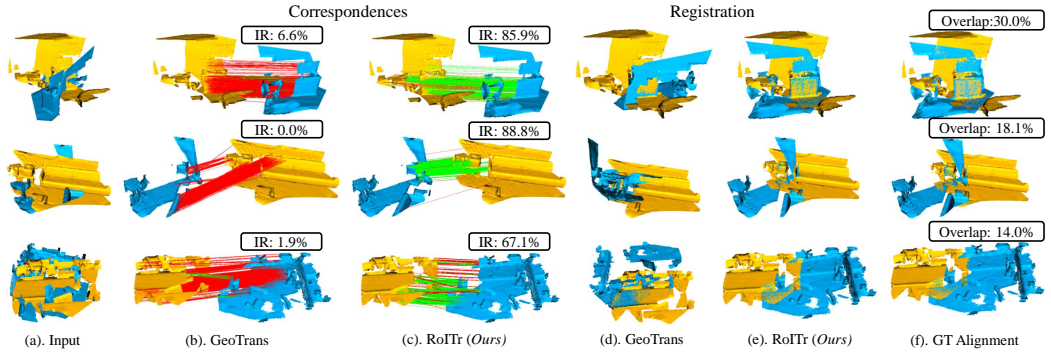 Correspondences
Registration
IR: 6.6%
IR: 85.9%
Overlap:30.0%
IR: 0.0%
IR: 88.8%
Overlap: 18.1%
IR: 1.9%
IR: 67.1%
Overlap: 14.0%
(a). Input
(b). GeoTrans
(c). RoITr (Ours)
(d). GeoTrans
(e). RoITr (Ours)
(f). GT Alignment